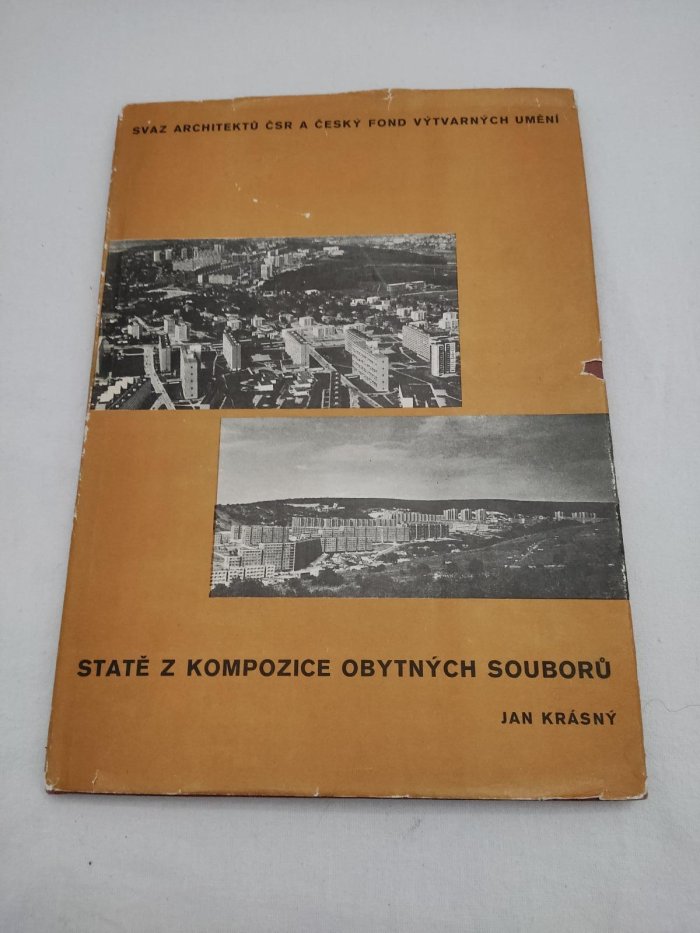 SVAZ ARCHITEKTŮ ČSR A ČESKÝ FOND VÝTVARNÝCH UMĚNÍ
STATĚ Z KOMPOZICE OBYTNÝCH SOUBORŮ
JAN KRÁSNÝ